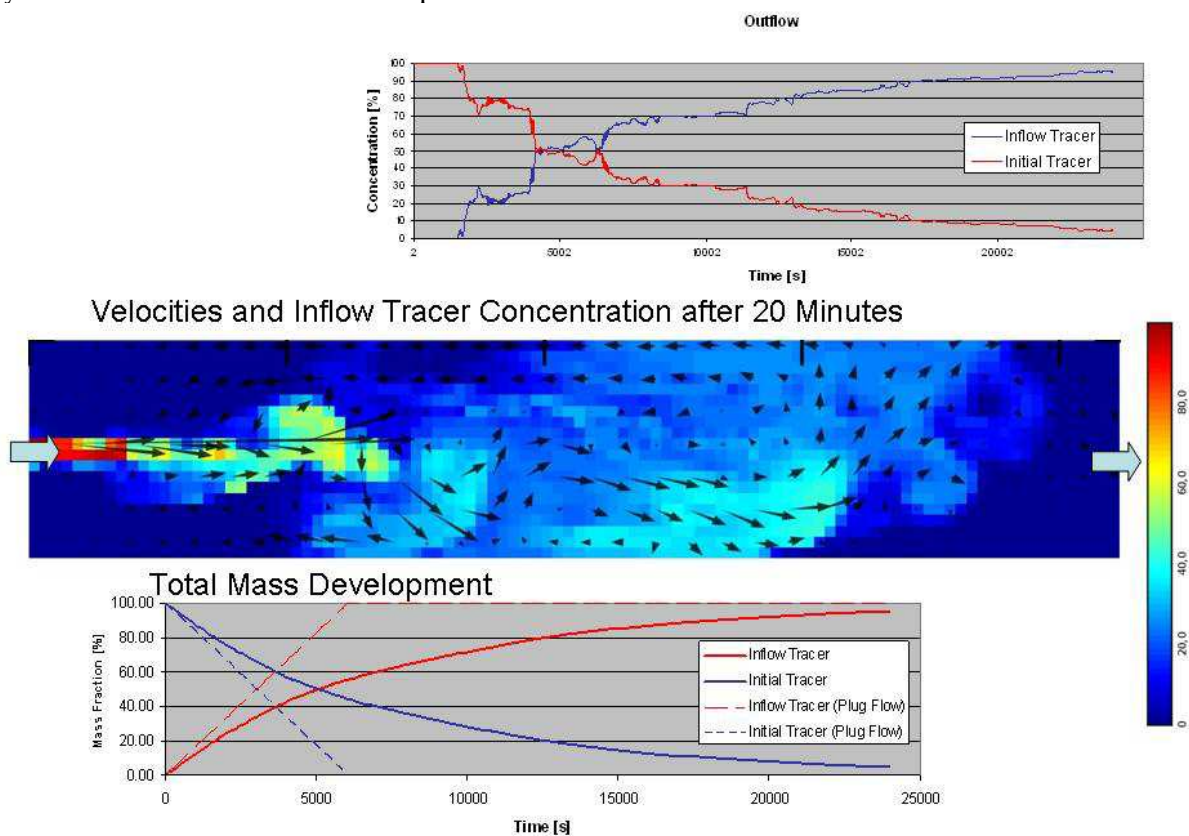 Outflow
100
90
80
70
60
50
40
30
20
10
0
Concentration [%]
2
5002
10002
15002
20002
Time [s]
Inflow Tracer
Initial Tracer
Velocities and Inflow Tracer Concentration after 20 Minutes
80,0
60,0
40,0
20,0
0
Total Mass Development
100.00
80.00
60.00
40.00
20.00
0.00
Mass Fraction [%]
Inflow Tracer
Initial Tracer
Inflow Tracer (Plug Flow)
Initial Tracer (Plug Flow)
0
5000
10000
15000
20000
25000
Time [s]